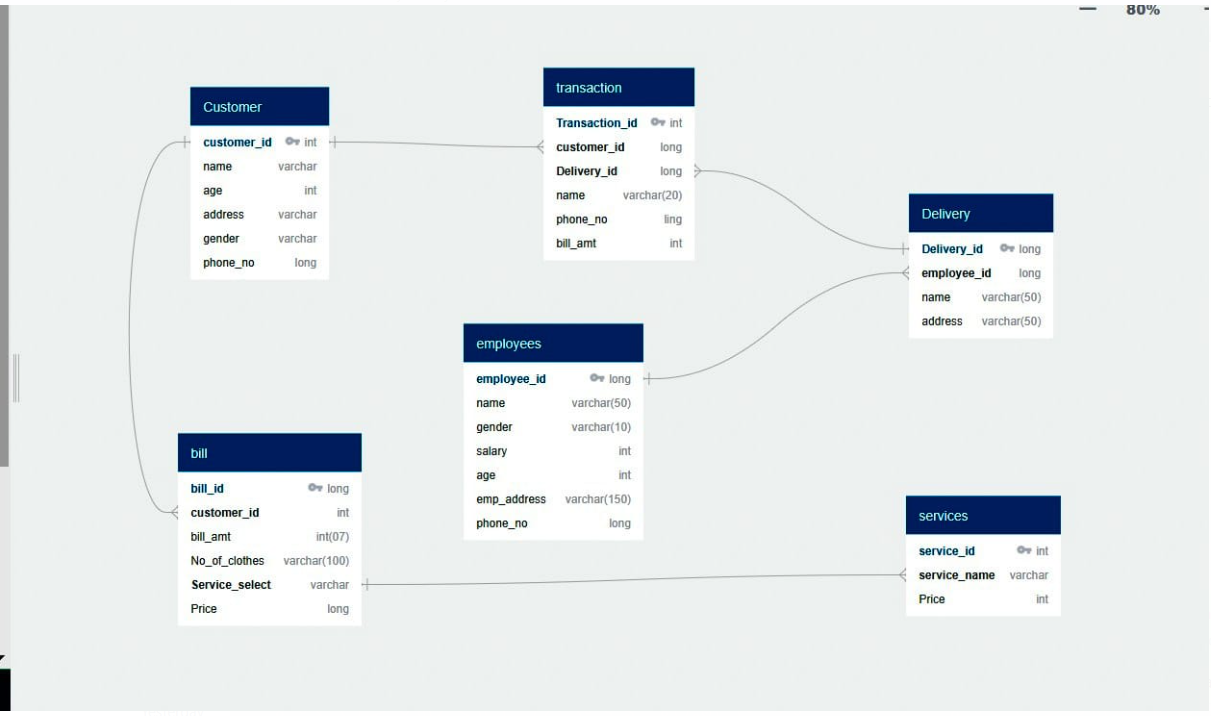 80%
Customer
customer_id int
name varchar
age int
address varchar
gender varchar
phone_no long
transaction
Transaction_id int
customer_id long
Delivery_id long
name varchar(20)
phone_no ling
bill_amt int
Delivery
Delivery_id long
employee_id long
name varchar(50)
address varchar(50)
employees
employee_id long
name varchar(50)
gender varchar(10)
salary int
age int
emp_address varchar(150)
phone_no long
bill
bill_id long
customer_id int
bill_amt int(07)
No_of_clothes varchar(100)
Service_select varchar
Price long
services
service_id int
service_name varchar
Price int